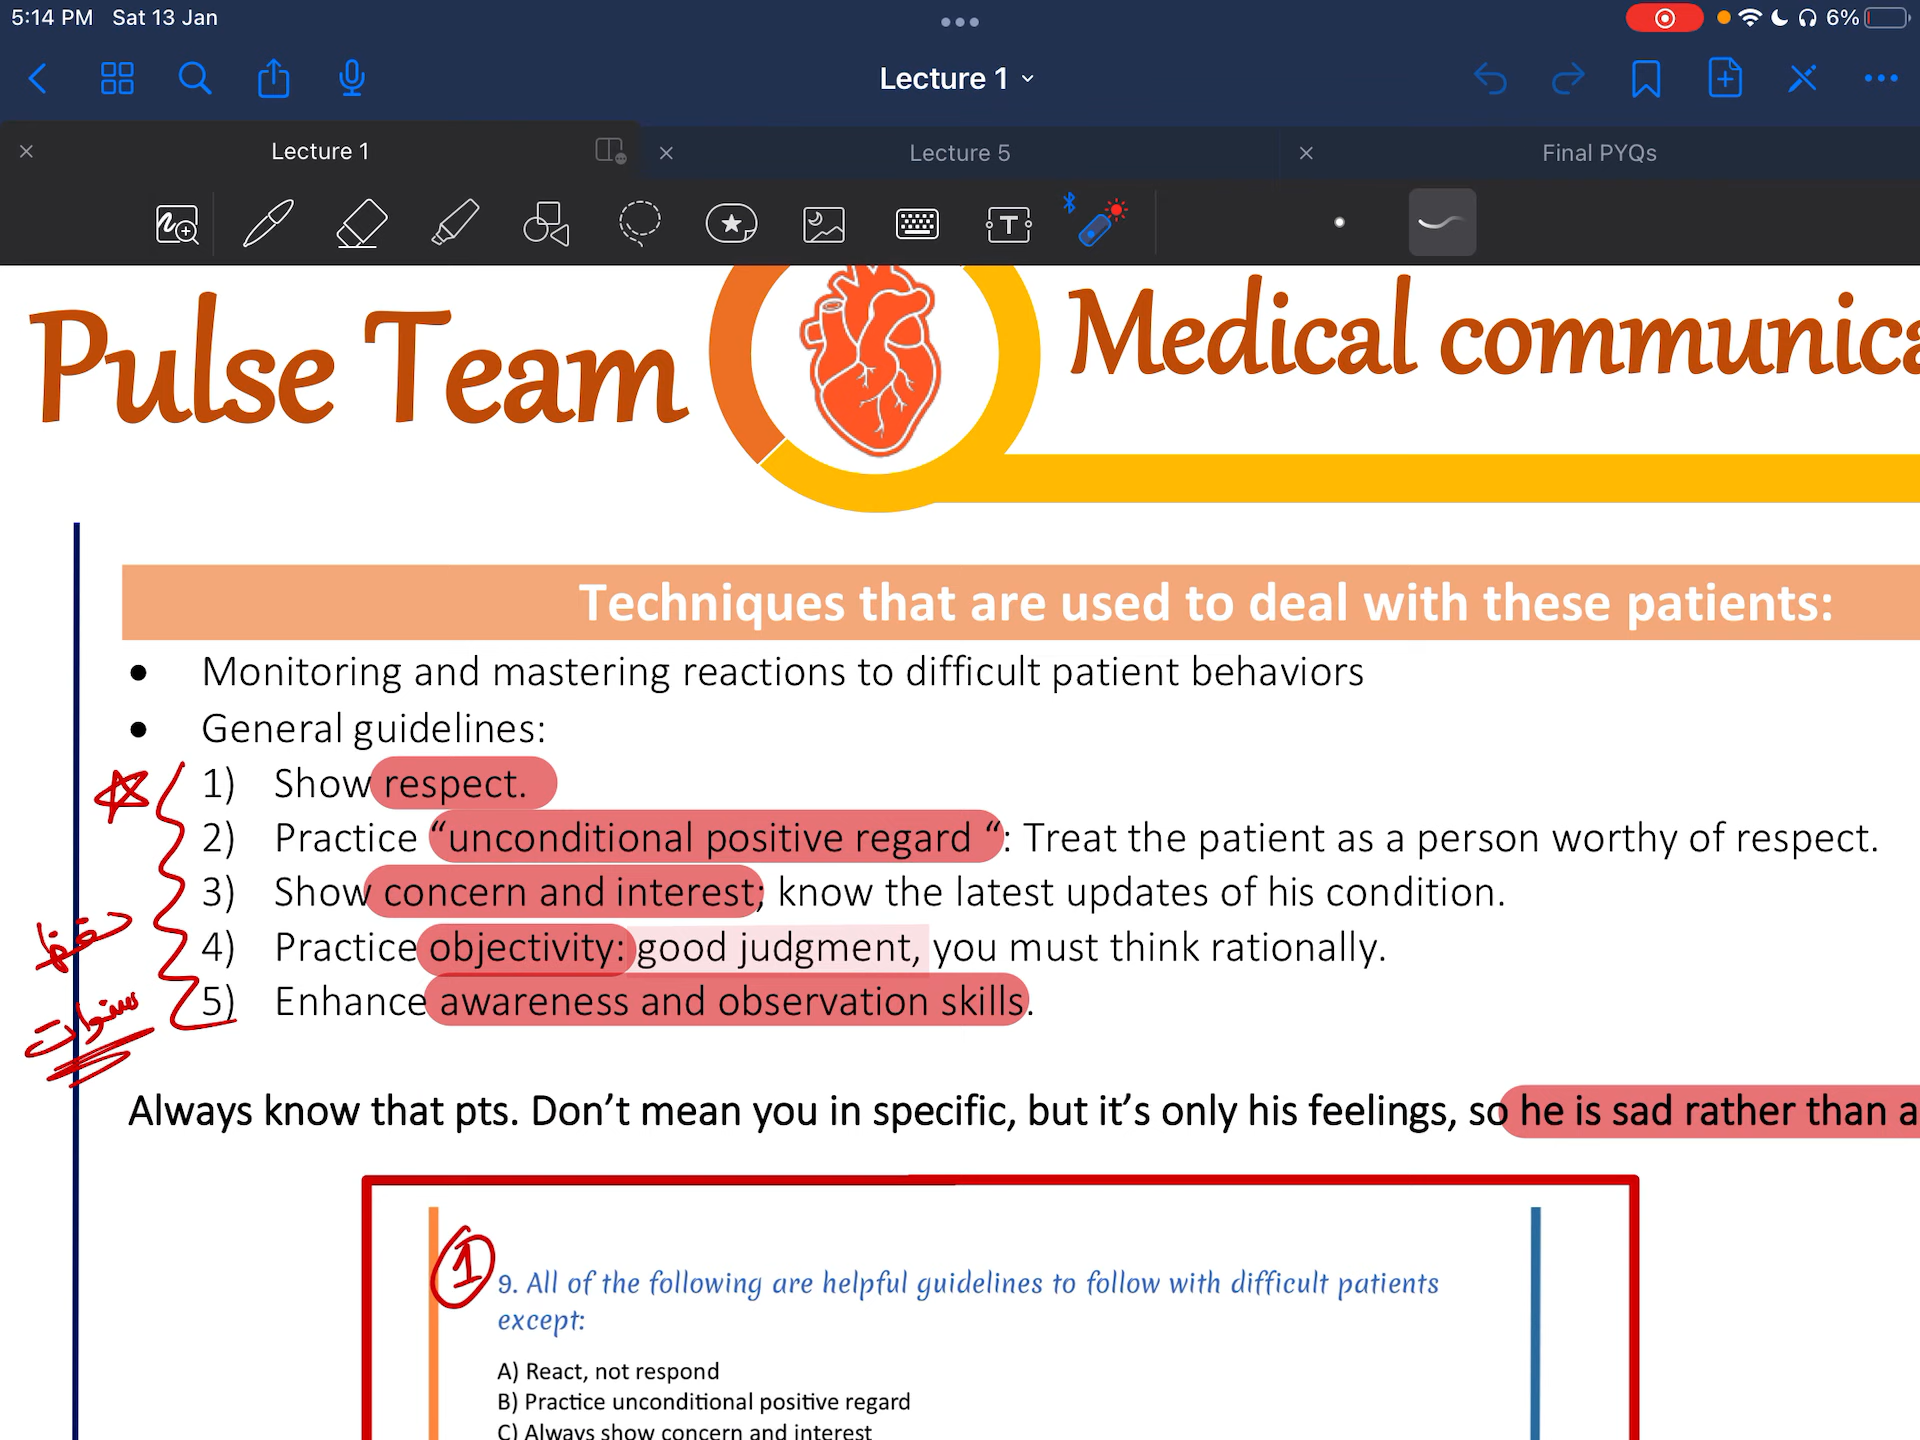 5:14 PM Sat 13 Jan
6%
Lecture 1
Lecture 1
Lecture 5
Final PYQs
Pulse Team
Medical communica
Techniques that are used to deal with these patients:
• Monitoring and mastering reactions to difficult patient behaviors
• General guidelines:
1) Show respect.
2) Practice “unconditional positive regard “: Treat the patient as a person worthy of respect.
3) Show concern and interest; know the latest updates of his condition.
4) Practice objectivity: good judgment, you must think rationally.
5) Enhance awareness and observation skills.
حفظ
سنوات
Always know that pts. Don’t mean you in specific, but it’s only his feelings, so he is sad rather than a
1
9. All of the following are helpful guidelines to follow with difficult patients
except:
A) React, not respond
B) Practice unconditional positive regard
C) Always show concern and interest